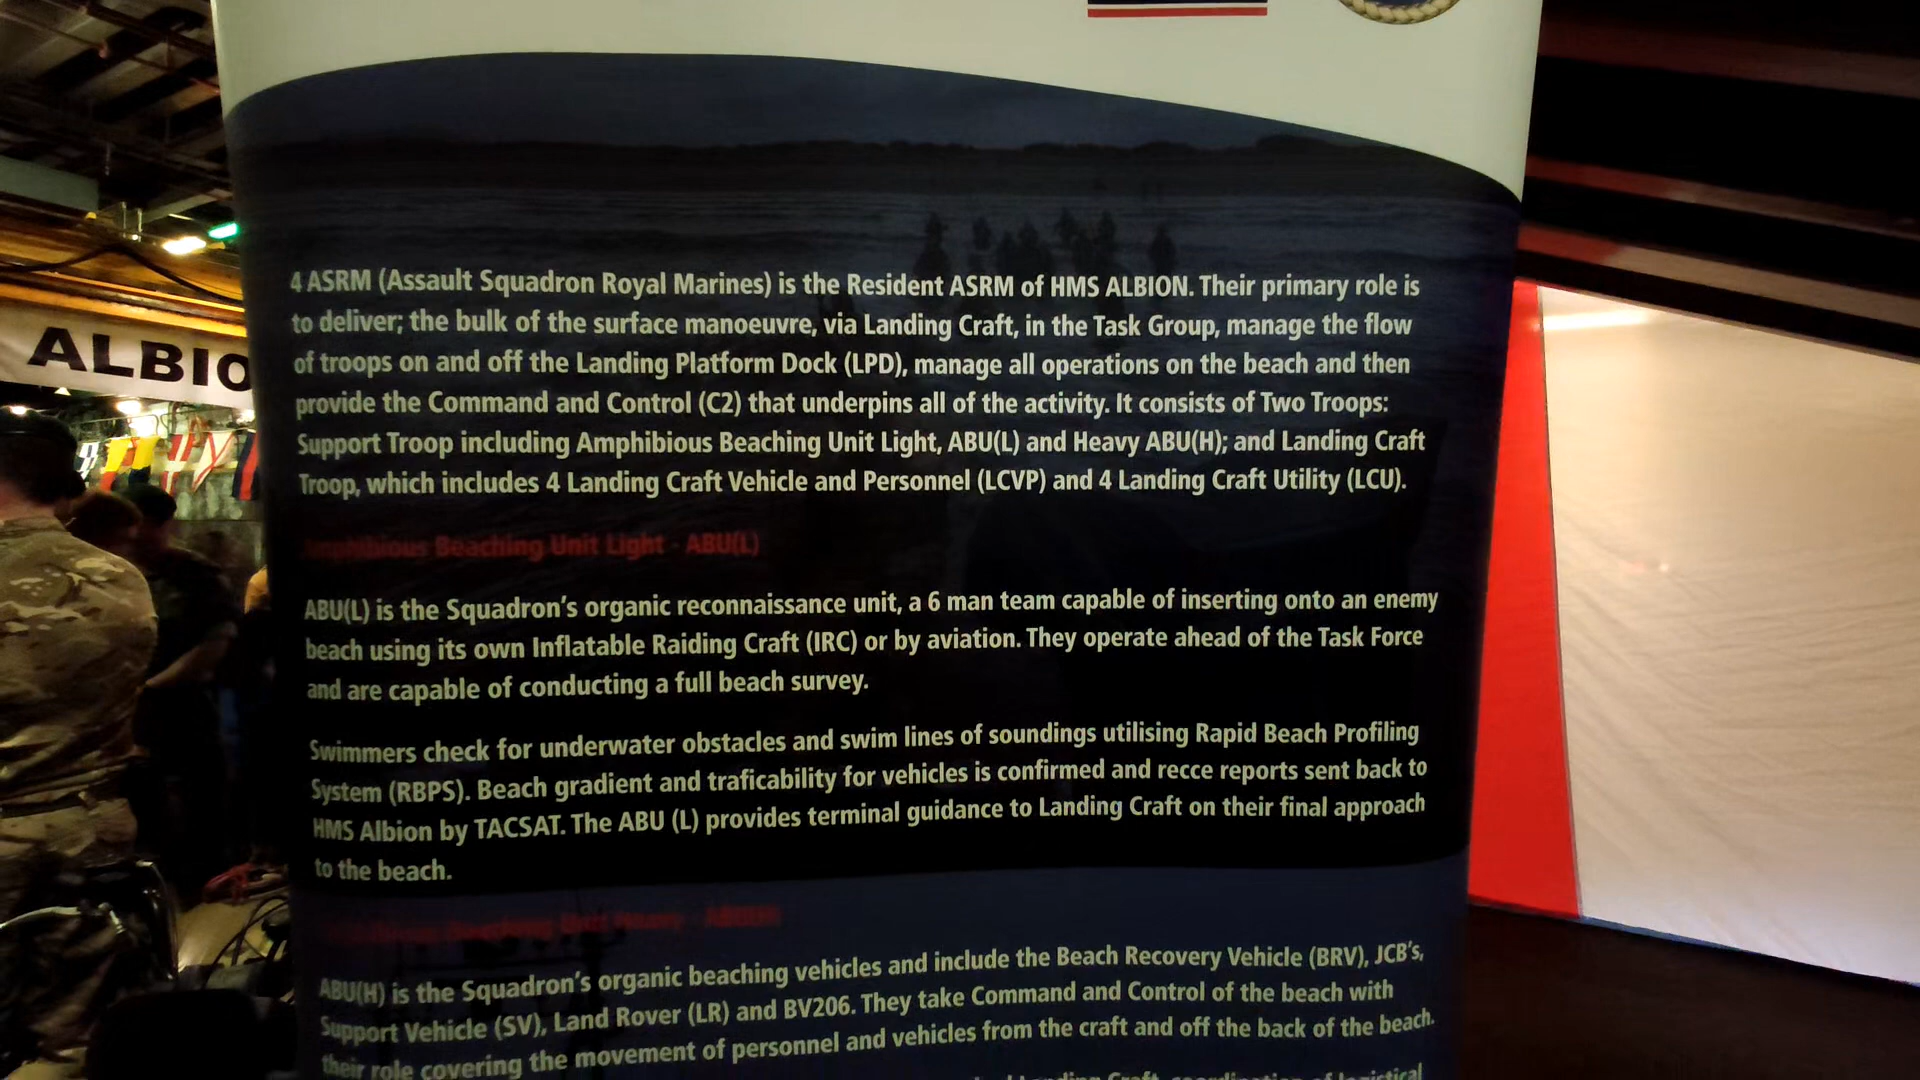 ALBIO
4 ASRM (Assault Squadron Royal Marines) is the Resident ASRM of HMS ALBION. Their primary role is
to deliver; the bulk of the surface manoeuvre, via Landing Craft, in the Task Group, manage the flow
of troops on and off the Landing Platform Dock (LPD), manage all operations on the beach and then
provide the Command and Control (C2) that underpins all of the activity. It consists of Two Troops:
Support Troop including Amphibious Beaching Unit Light, ABU(L) and Heavy ABU(H); and Landing Craft
Troop, which includes 4 Landing Craft Vehicle and Personnel (LCVP) and 4 Landing Craft Utility (LCU).
Amphibious Beaching Unit Light - ABU(L)
ABU(L) is the Squadron's organic reconnaissance unit, a 6 man team capable of inserting onto an enemy
beach using its own Inflatable Raiding Craft (IRC) or by aviation. They operate ahead of the Task Force
and are capable of conducting a full beach survey.
Swimmers check for underwater obstacles and swim lines of soundings utilising Rapid Beach Profiling
System (RBPS). Beach gradient and traficability for vehicles is confirmed and recce reports sent back to
HMS Albion by TACSAT. The ABU (L) provides terminal guidance to Landing Craft on their final approach
to the beach.
Amphibious Beaching Unit Heavy - ABU(H)
ABU(H) is the Squadron's organic beaching vehicles and include the Beach Recovery Vehicle (BRV), JCB's,
Support Vehicle (SV), Land Rover (LR) and BV206. They take Command and Control of the beach with
their role covering the movement of personnel and vehicles from the craft and off the back of the beach.
Landing Craft, coordination of logistical